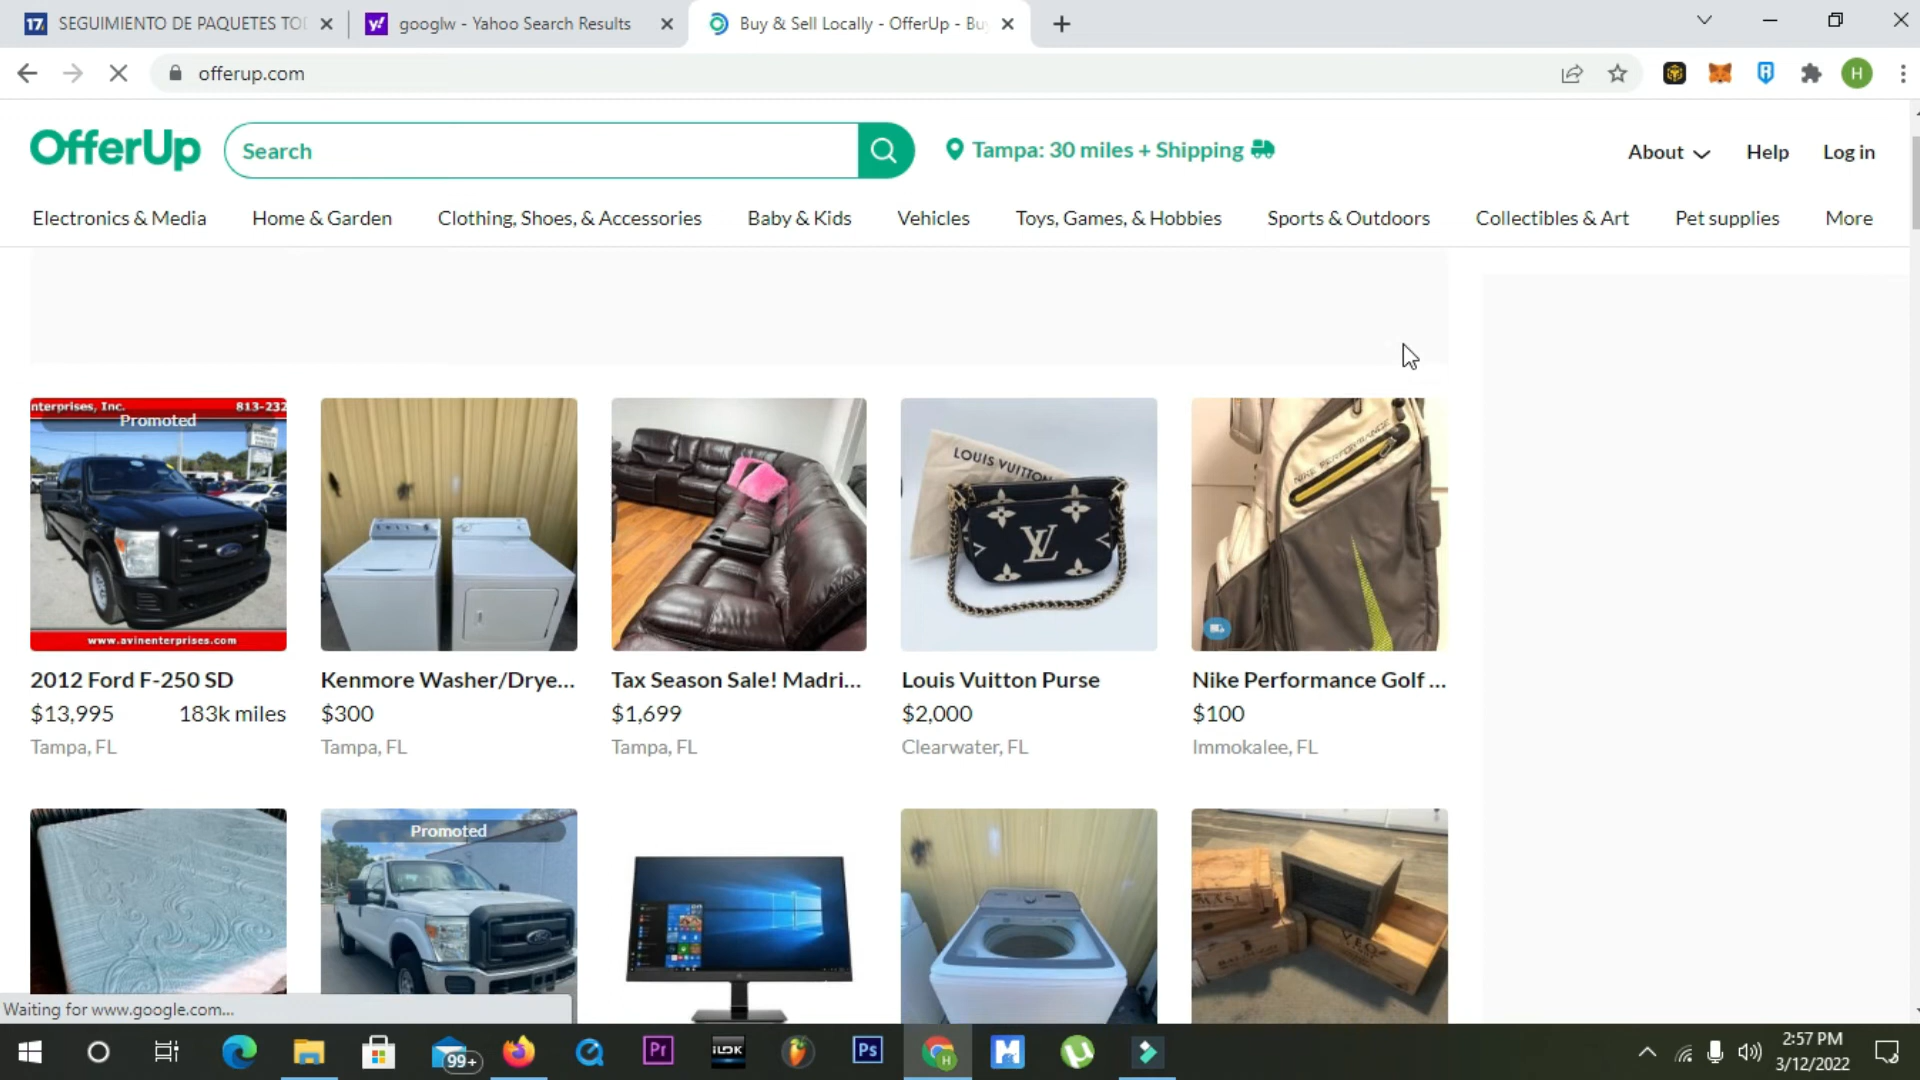 SEGUIMIENTO DE PAQUETES TO
googlw - Yahoo Search Results
Buy & Sell Locally - OfferUp - Bu
offerup.com
H
OfferUp
Search
Tampa: 30 miles + Shipping
About
Help
Log in
Electronics & Media
Home & Garden
Clothing, Shoes, & Accessories
Baby & Kids
Vehicles
Toys, Games, & Hobbies
Sports & Outdoors
Collectibles & Art
Pet supplies
More
nterprises, Inc. 813-232
Promoted
www.avinenterprises.com
LOUIS VUITTON
LV
NIKE PERFORMANCE
2012 Ford F-250 SD
$13,995 183k miles
Tampa, FL
Kenmore Washer/Drye...
$300
Tampa, FL
Tax Season Sale! Madri...
$1,699
Tampa, FL
Louis Vuitton Purse
$2,000
Clearwater, FL
Nike Performance Golf ...
$100
Immokalee, FL
Promoted
Waiting for www.google.com...
99+
Pr
Ps
H
2:57 PM
3/12/2022